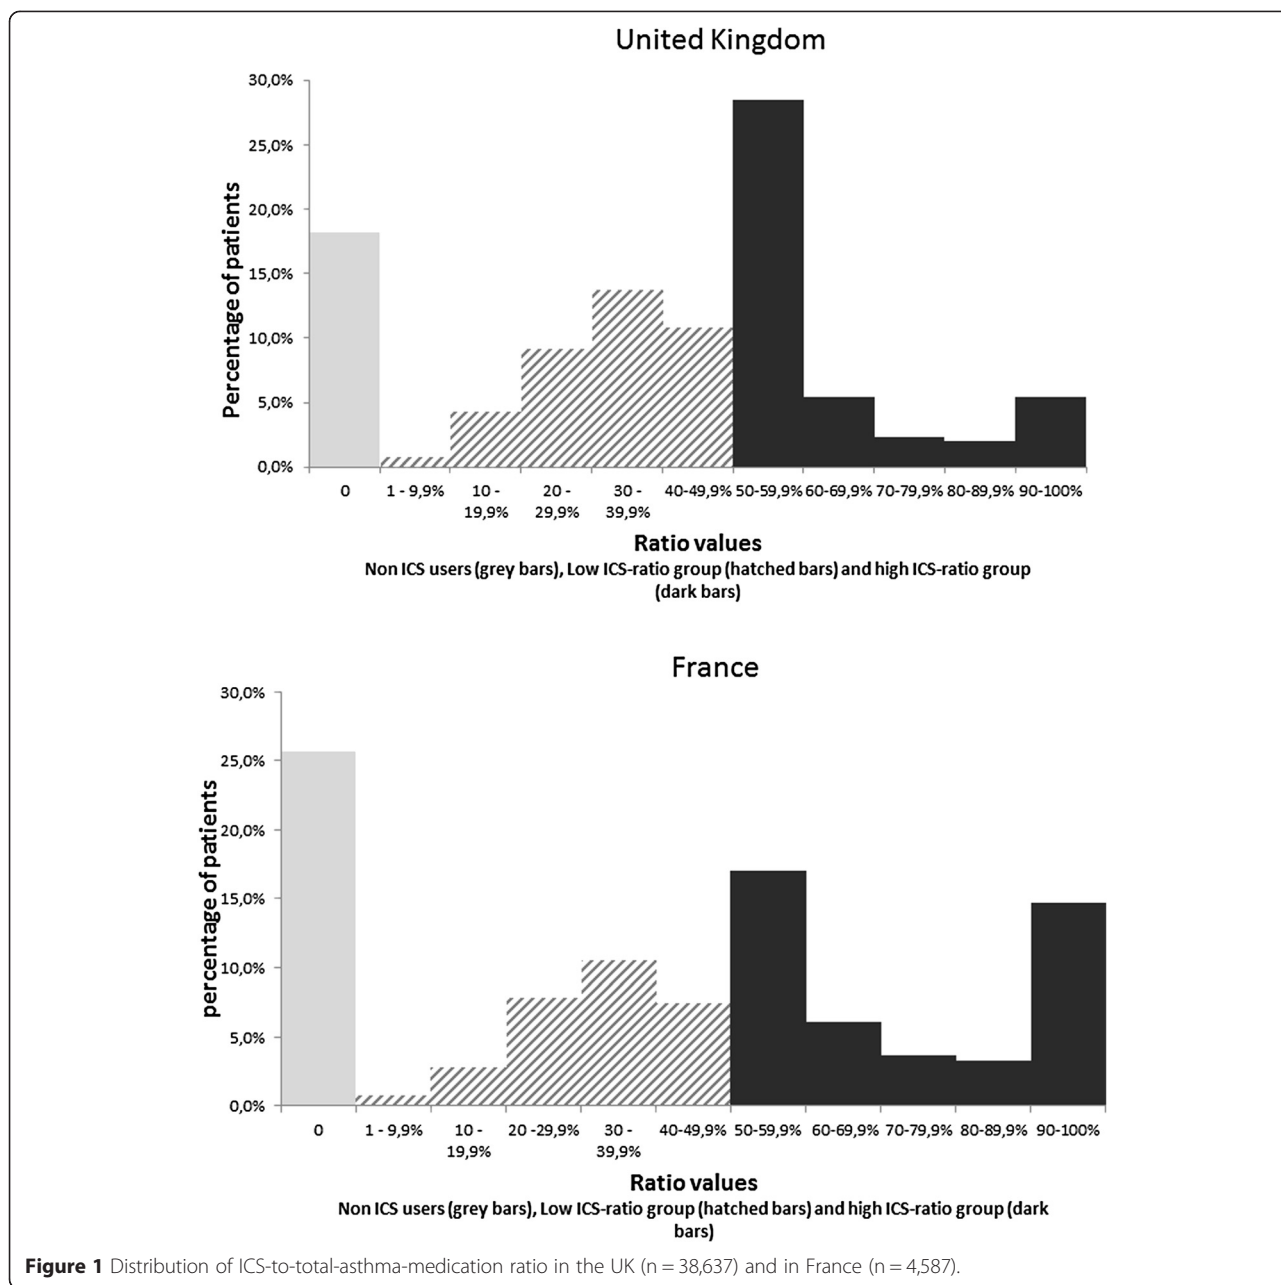 United Kingdom
Percentage of patients
30,0%
25,0%
20,0%
15,0%
10,0%
5,0%
0,0%
0 1 - 9,9% 10 - 20 - 30 - 40-49,9% 50-59,9% 60-69,9% 70-79,9% 80-89,9% 90-100%
19,9% 29,9% 39,9%
Ratio values
Non ICS users (grey bars), Low ICS-ratio group (hatched bars) and high ICS-ratio group
(dark bars)
France
percentage of patients
30,0%
25,0%
20,0%
15,0%
10,0%
5,0%
0,0%
0 1 - 9,9% 10 - 20 -29,9% 30 - 40-49,9% 50-59,9% 60-69,9% 70-79,9% 80-89,9% 90-100%
19,9% 39,9%
Ratio values
Non ICS users (grey bars), Low ICS-ratio group (hatched bars) and high ICS-ratio group (dark
bars)
Figure 1 Distribution of ICS-to-total-asthma-medication ratio in the UK (n = 38,637) and in France (n = 4,587).